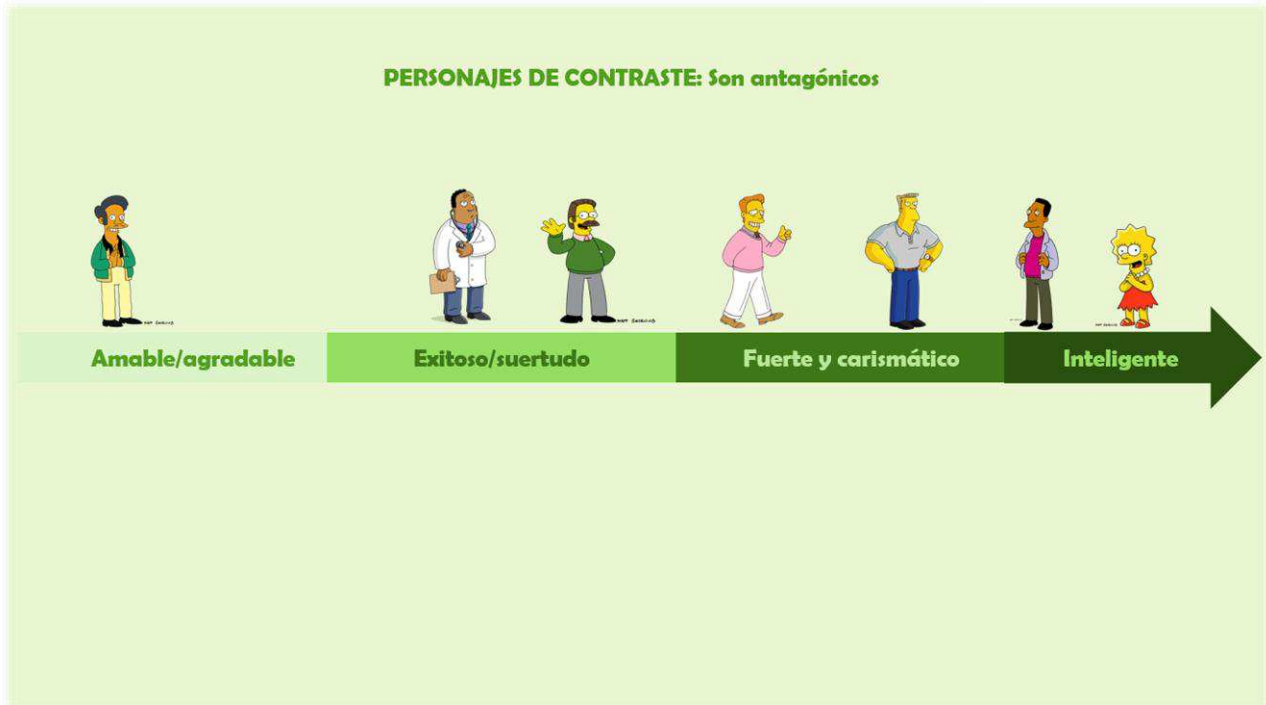 PERSONAJES DE CONTRASTE: Son antagónicos
Amable/agradable
Exitoso/suertudo
Fuerte y carismático
Inteligente